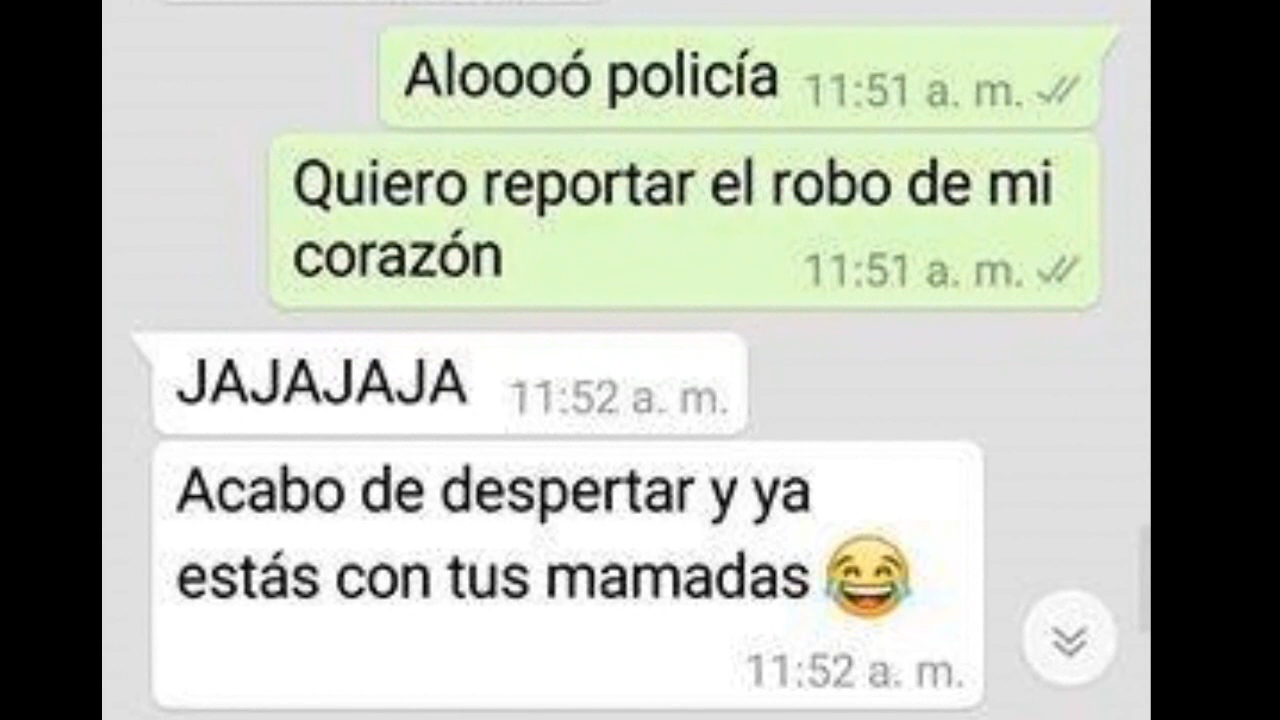 Aloooó policía 11:51 a. m.
Quiero reportar el robo de mi
corazón 11:51 a. m.
JAJAJAJA 11:52 a. m.
Acabo de despertar y ya
estás con tus mamadas 😂
11:52 a. m.